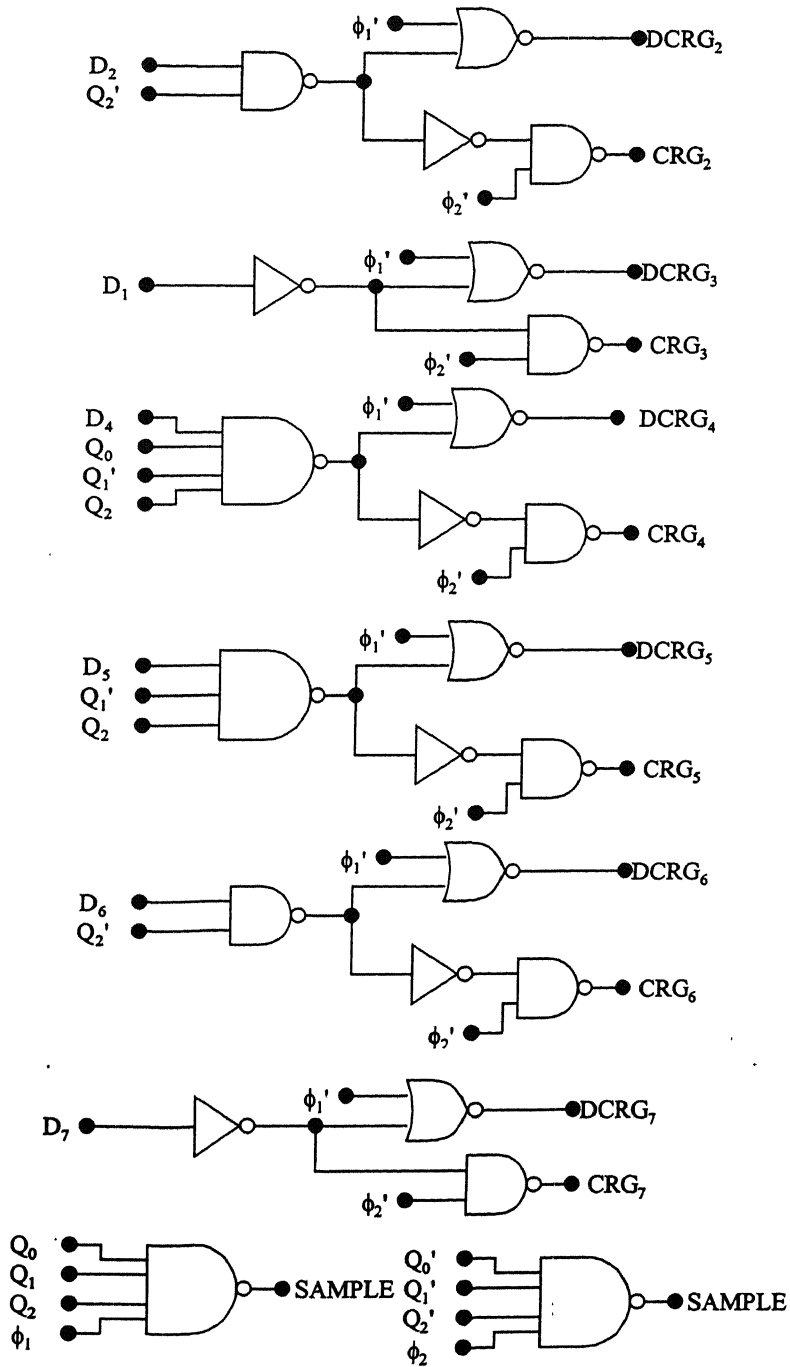 ϕ₁'
DCRG₂
D₂
Q₂'
CRG₂
ϕ₂'
ϕ₁'
DCRG₃
D₁
CRG₃
ϕ₂'
ϕ₁'
DCRG₄
D₄
Q₀
Q₁'
Q₂
CRG₄
ϕ₂'
ϕ₁'
DCRG₅
D₅
Q₁'
Q₂
CRG₅
ϕ₂'
ϕ₁'
DCRG₆
D₆
Q₂'
CRG₆
ϕ₂'
ϕ₁'
DCRG₇
D₇
CRG₇
ϕ₂'
Q₀
Q₁
Q₂
ϕ₁
SAMPLE
Q₀'
Q₁'
Q₂'
ϕ₂
SAMPLE